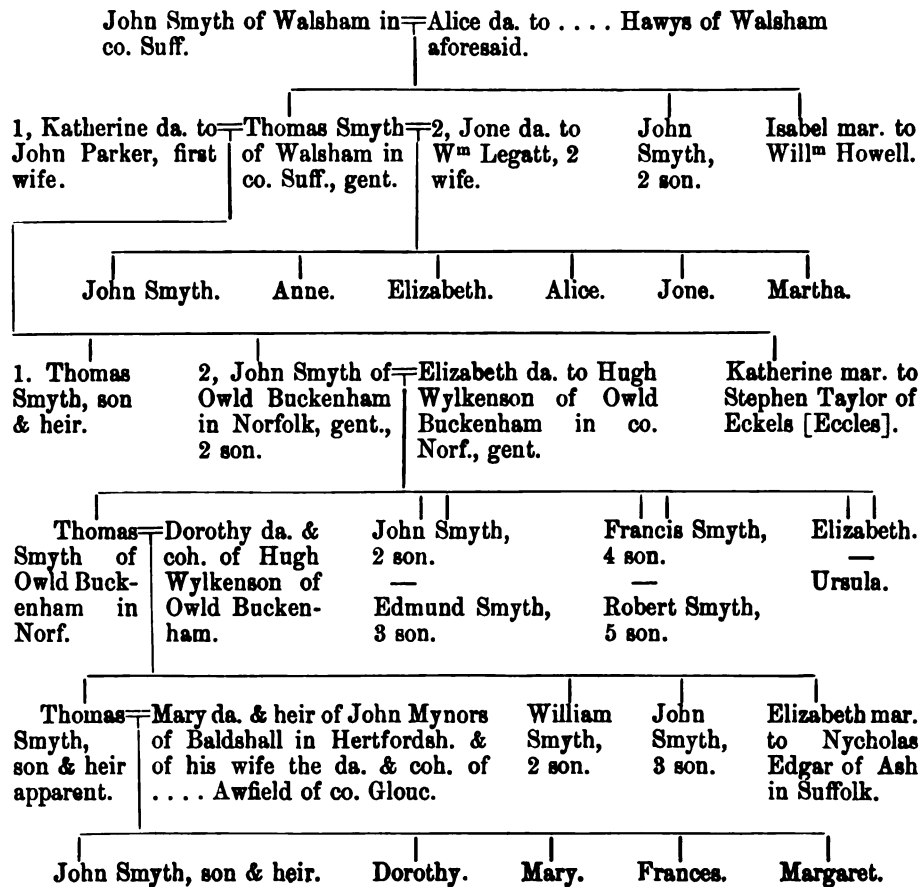 John Smyth of Walsham in
co. Suff.
Alice da. to .... Hawys of Walsham
aforesaid.
1, Katherine da. to
John Parker, first
wife.
Thomas Smyth
of Walsham in
co. Suff., gent.
2, Jone da. to
Wᵐ Legatt, 2
wife.
John
Smyth,
2 son.
Isabel mar. to
Willᵐ Howell.
John Smyth.
Anne.
Elizabeth.
Alice.
Jone.
Martha.
1. Thomas
Smyth, son
& heir.
2, John Smyth of
Owld Buckenham
in Norfolk, gent.,
2 son.
Elizabeth da. to Hugh
Wylkenson of Owld
Buckenham in co.
Norf., gent.
Katherine mar. to
Stephen Taylor of
Eckels [Eccles].
Thomas
Smyth of
Owld Buck-
enham in
Norf.
Dorothy da. &
coh. of Hugh
Wylkenson of
Owld Bucken-
ham.
John Smyth,
2 son.
—
Edmund Smyth,
3 son.
Francis Smyth,
4 son.
—
Robert Smyth,
5 son.
Elizabeth.
—
Ursula.
Thomas
Smyth,
son & heir
apparent.
Mary da. & heir of John Mynors
of Baldshall in Hertfordsh. &
of his wife the da. & coh. of
.... Awfield of co. Glouc.
William
Smyth,
2 son.
John
Smyth,
3 son.
Elizabeth mar.
to Nycholas
Edgar of Ash
in Suffolk.
John Smyth, son & heir.
Dorothy.
Mary.
Frances.
Margaret.